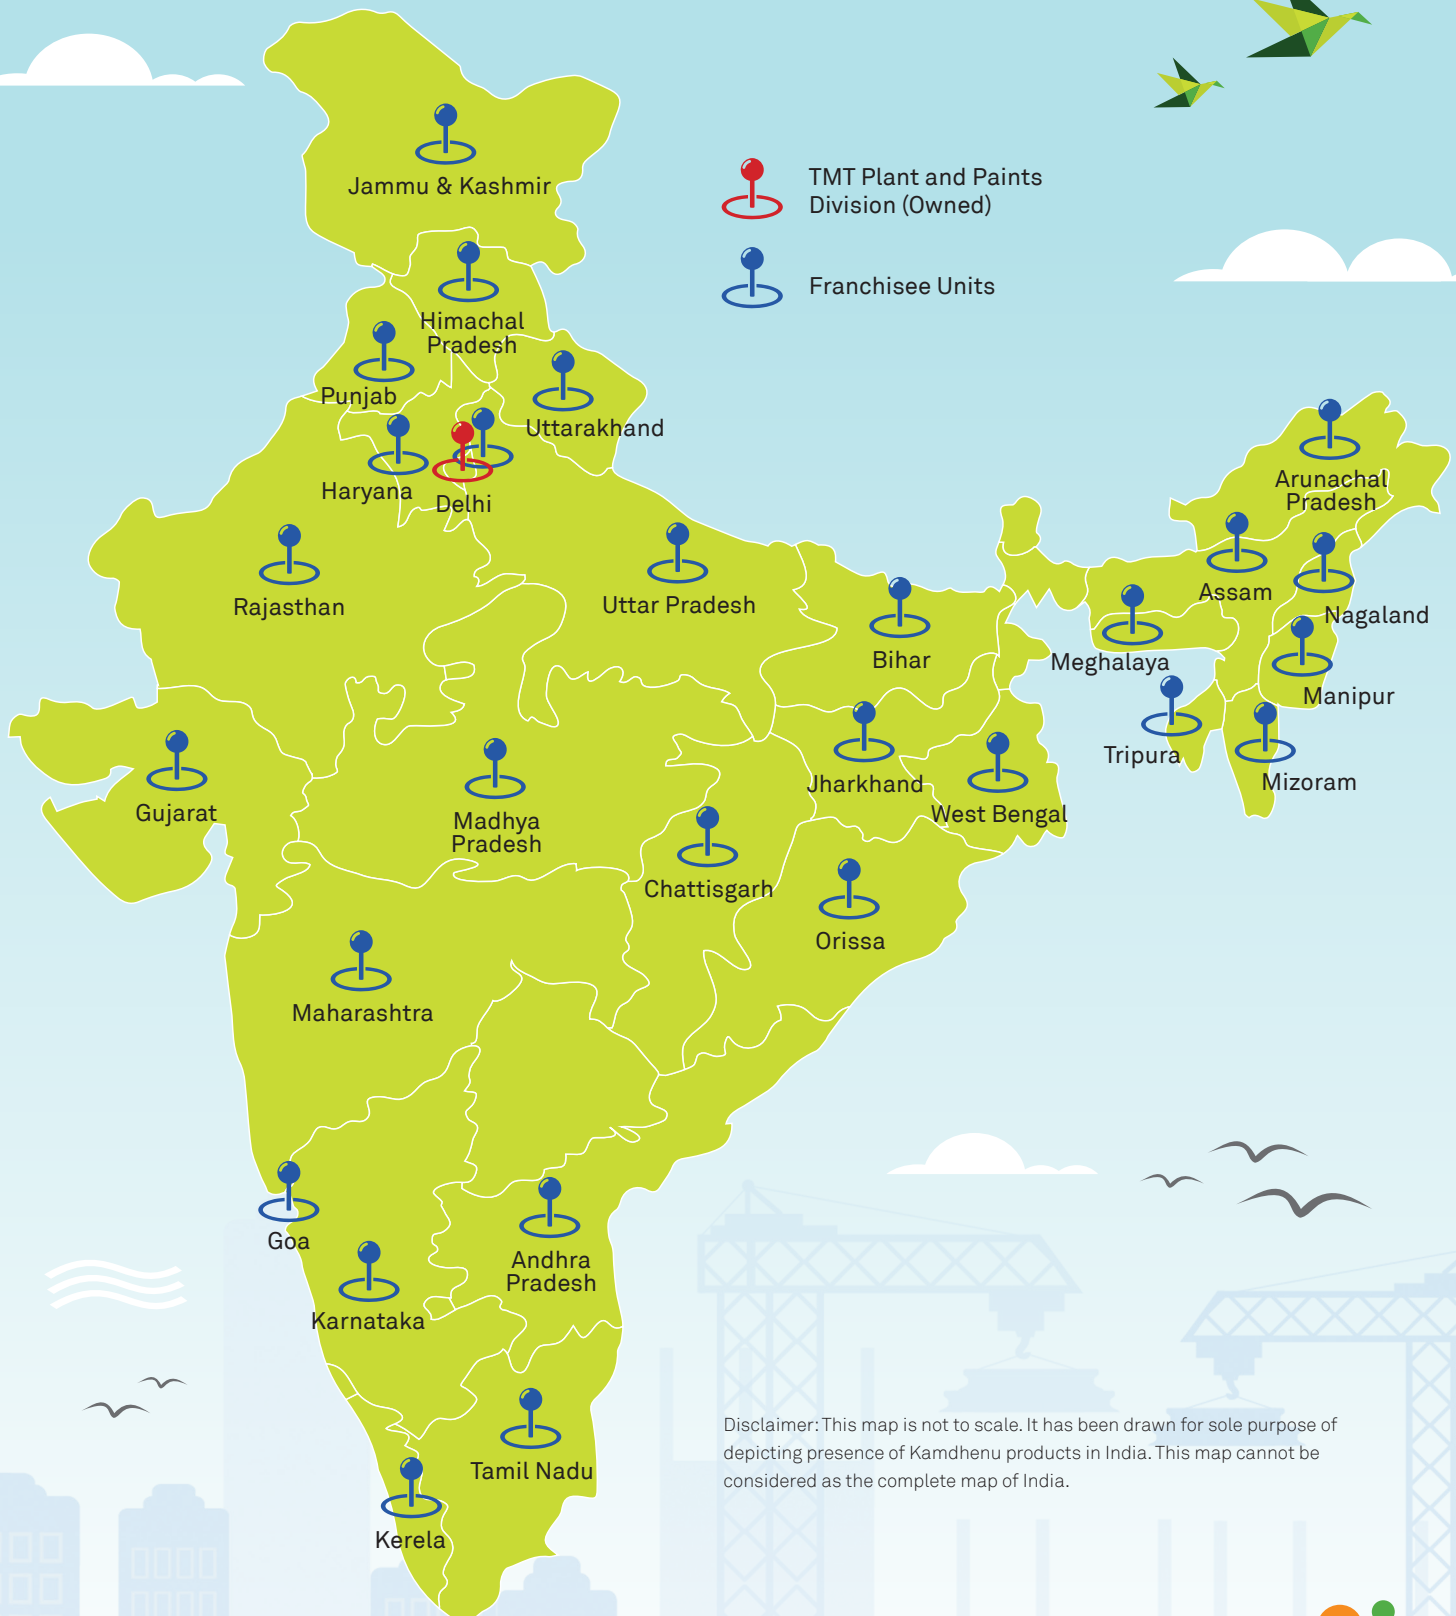 Jammu & Kashmir
TMT Plant and Paints
Division (Owned)
Franchisee Units
Himachal
Pradesh
Punjab
Uttarakhand
Haryana
Delhi
Rajasthan
Uttar Pradesh
Bihar
Arunachal
Pradesh
Assam
Nagaland
Meghalaya
Manipur
Tripura
Mizoram
Gujarat
Madhya
Pradesh
Jharkhand
West Bengal
Chattisgarh
Orissa
Maharashtra
Goa
Andhra
Pradesh
Karnataka
Tamil Nadu
Kerela
Disclaimer: This map is not to scale. It has been drawn for sole purpose of
depicting presence of Kamdhenu products in India. This map cannot be
considered as the complete map of India.